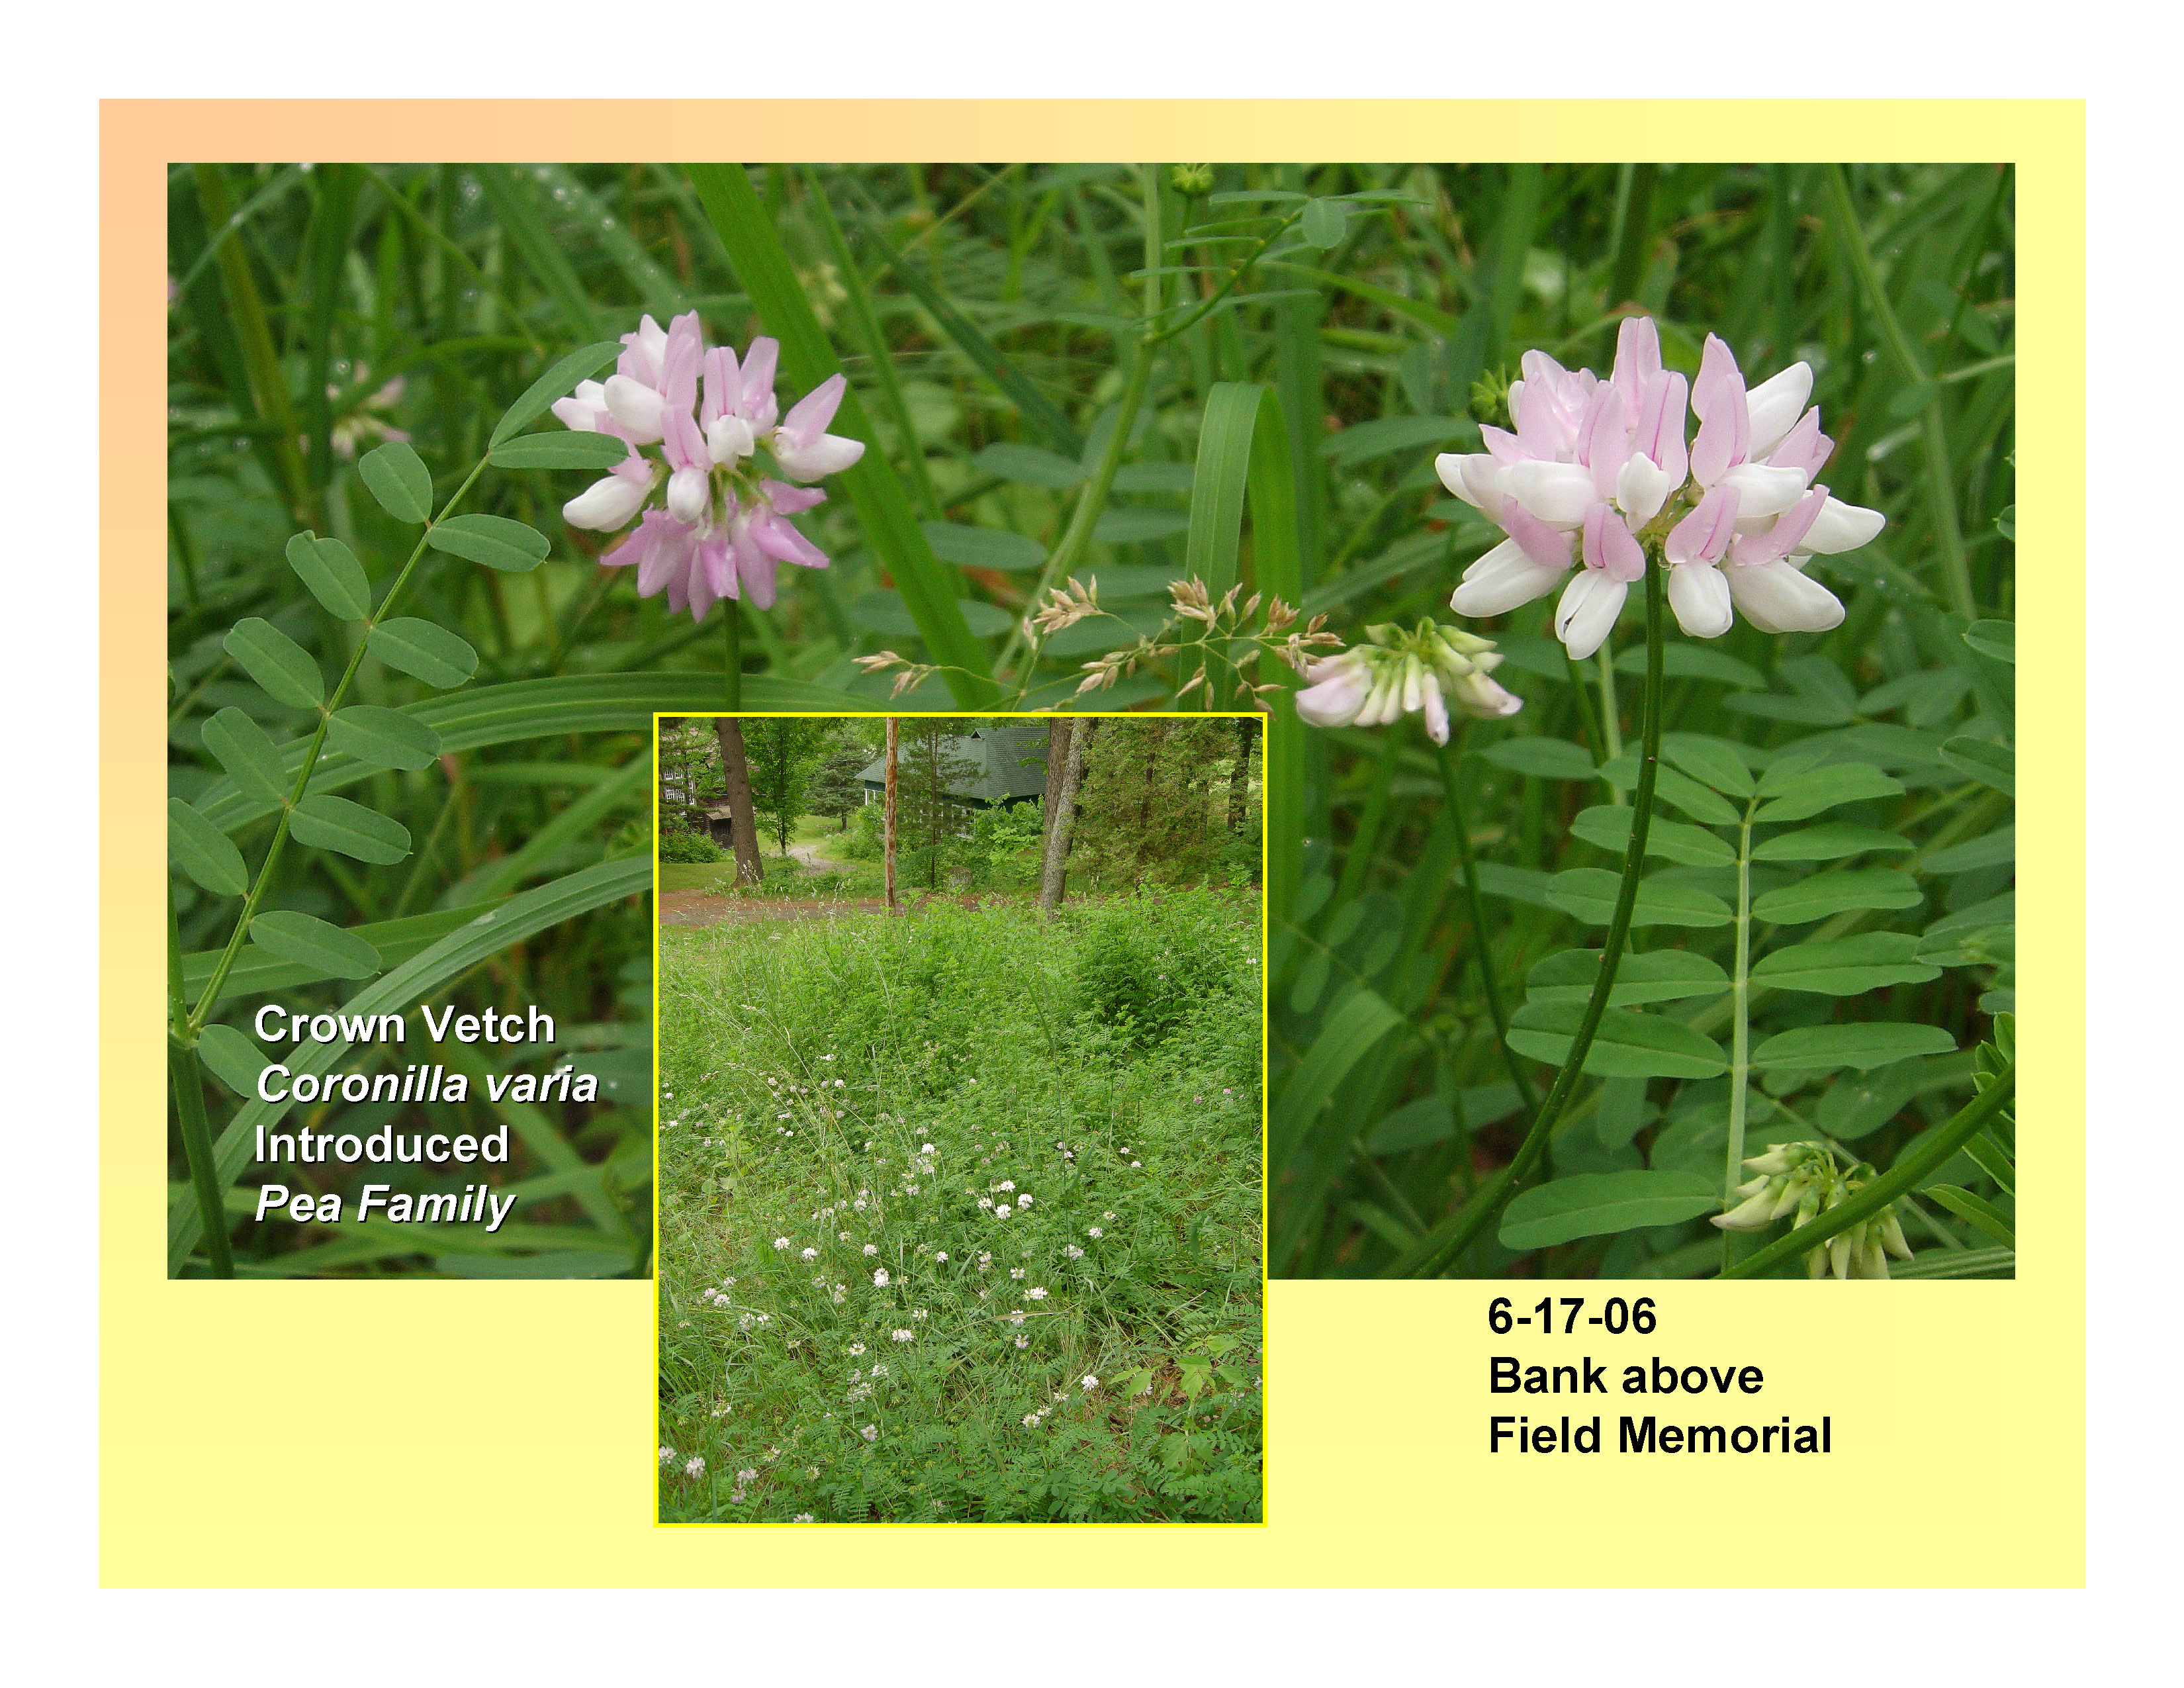 Crown Vetch
Coronilla varia
Introduced
Pea Family
6-17-06
Bank above
Field Memorial